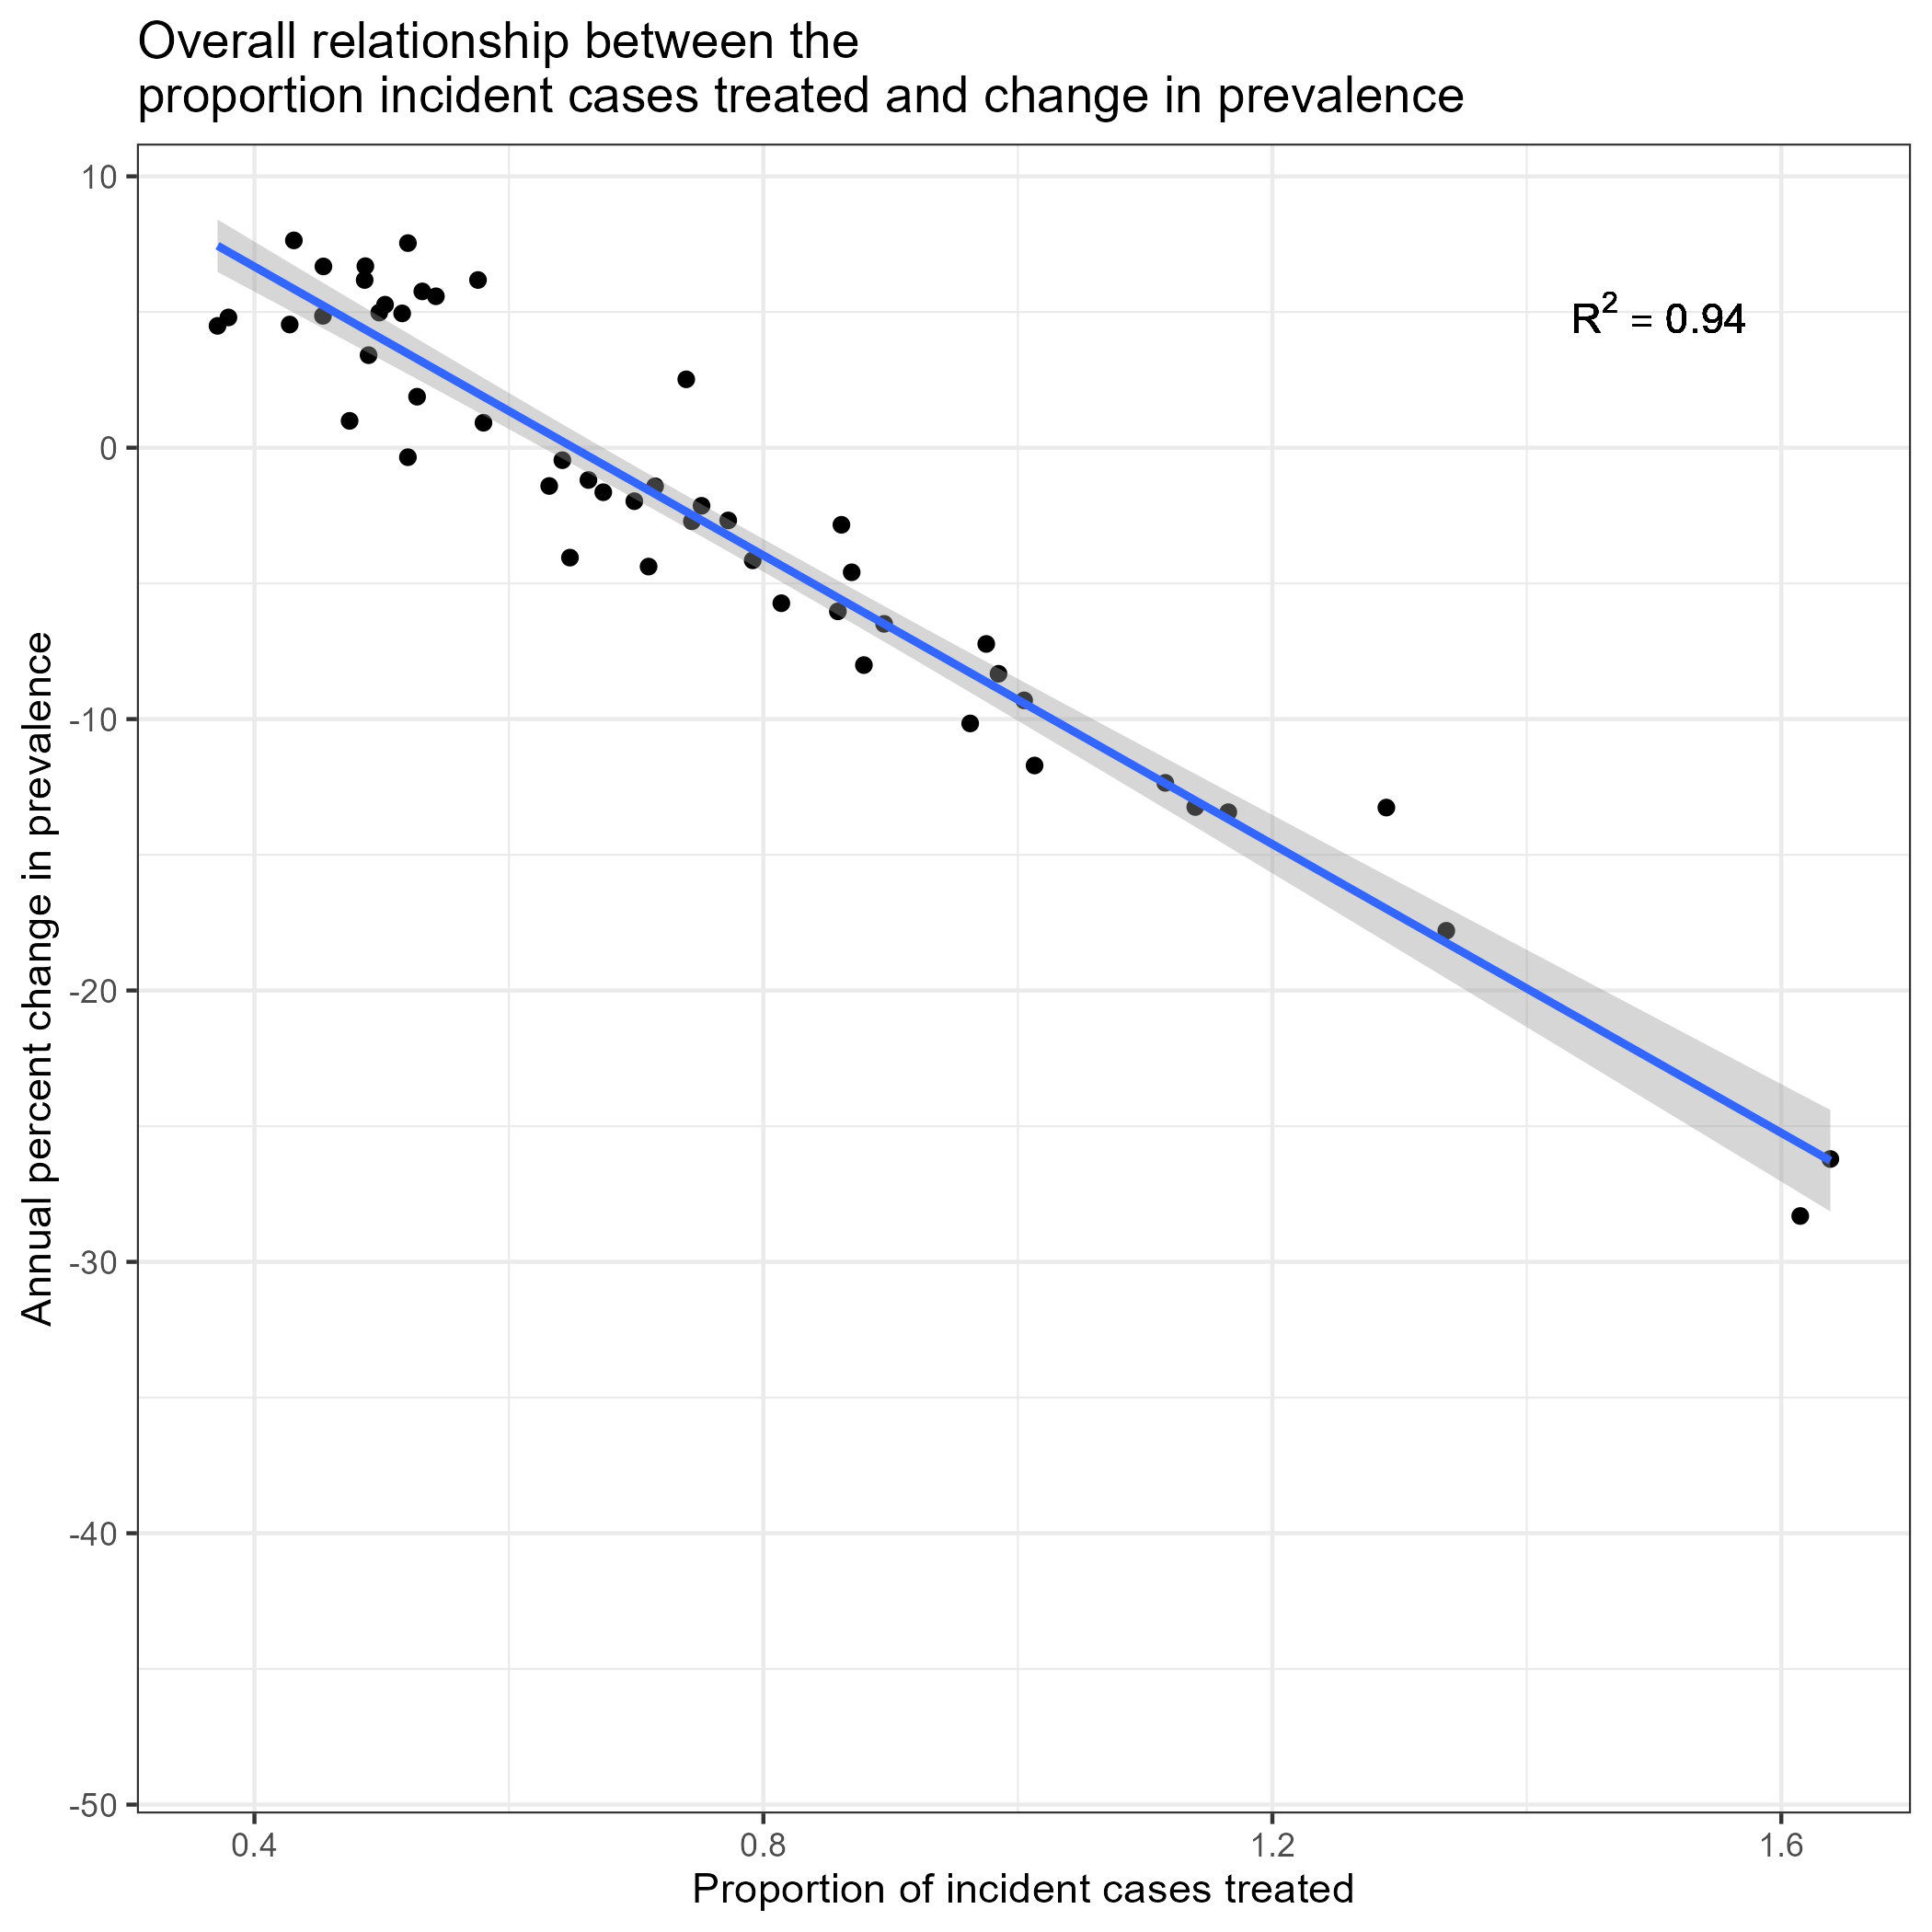 Overall relationship between the
proportion incident cases treated and change in prevalence
R² = 0.94
Annual percent change in prevalence
10
0
-10
-20
-30
-40
-50
0.4 0.8 1.2 1.6
Proportion of incident cases treated